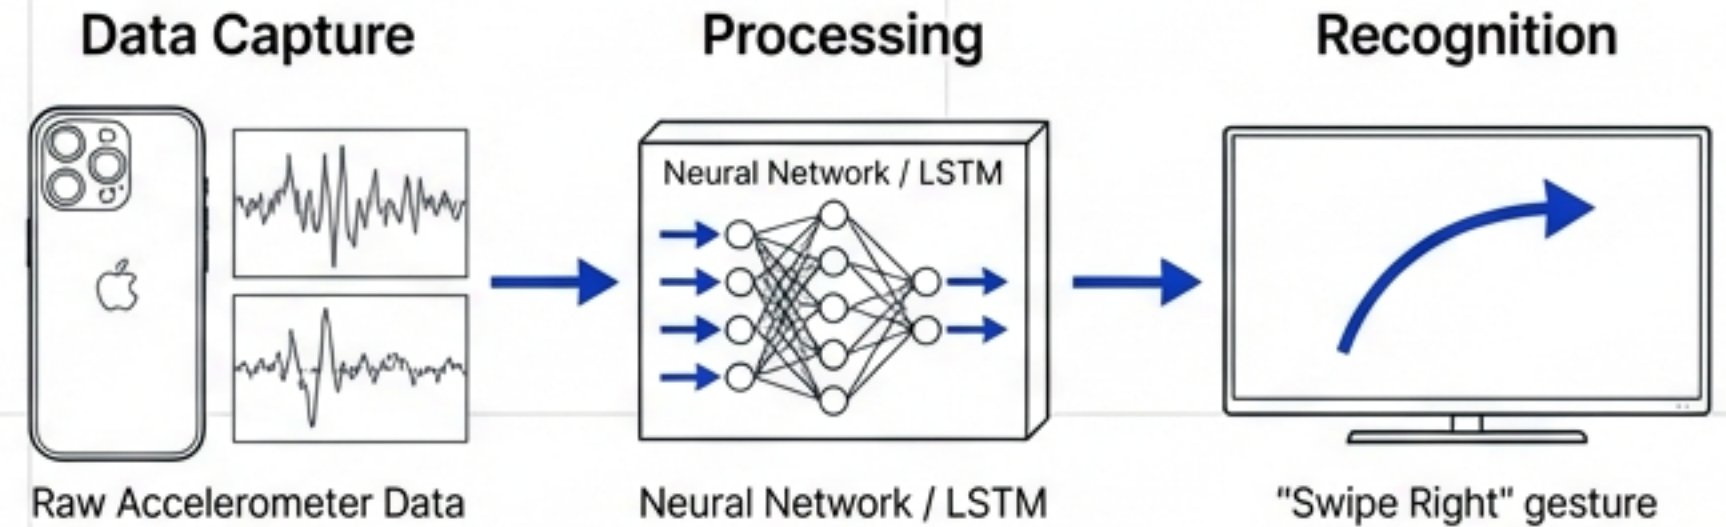 Data Capture
Processing
Recognition
Neural Network / LSTM
Raw Accelerometer Data
Neural Network / LSTM
"Swipe Right" gesture